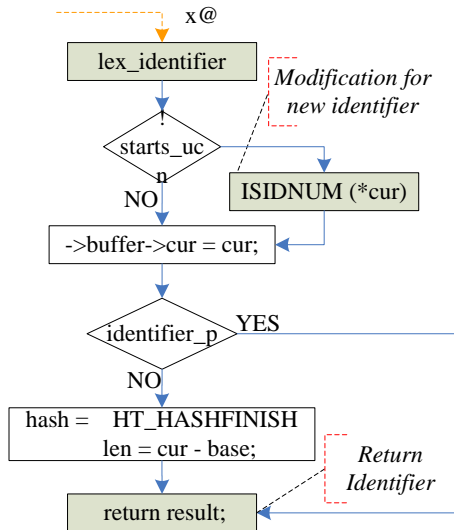 x@
lex_identifier
Modification for
new identifier
!
starts_uc
n
NO
ISIDNUM (*cur)
->buffer->cur = cur;
identifier_p
YES
NO
hash = HT_HASHFINISH
len = cur - base;
Return
Identifier
return result;